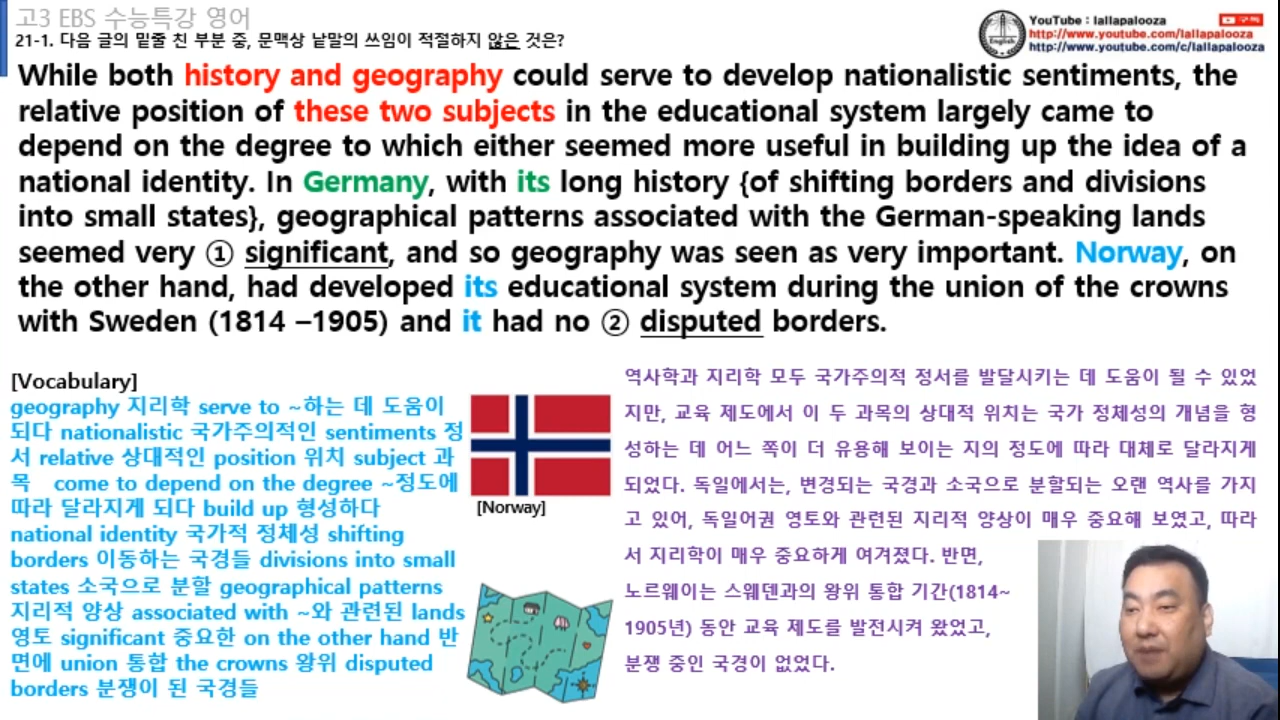 고3 EBS 수능특강 영어
21-1. 다음 글의 밑줄 친 부분 중, 문맥상 낱말의 쓰임이 적절하지 않은 것은?
YouTube : lallapalooza
구독
http://www.youtube.com/lallapalooza
http://www.youtube.com/c/lallapalooza
English
While both history and geography could serve to develop nationalistic sentiments, the
relative position of these two subjects in the educational system largely came to
depend on the degree to which either seemed more useful in building up the idea of a
national identity. In Germany, with its long history {of shifting borders and divisions
into small states}, geographical patterns associated with the German-speaking lands
seemed very ① significant, and so geography was seen as very important. Norway, on
the other hand, had developed its educational system during the union of the crowns
with Sweden (1814 –1905) and it had no ② disputed borders.
[Vocabulary]
geography 지리학 serve to ~하는 데 도움이
되다 nationalistic 국가주의적인 sentiments 정
서 relative 상대적인 position 위치 subject 과
목 come to depend on the degree ~정도에
따라 달라지게 되다 build up 형성하다
national identity 국가적 정체성 shifting
borders 이동하는 국경들 divisions into small
states 소국으로 분할 geographical patterns
지리적 양상 associated with ~와 관련된 lands
영토 significant 중요한 on the other hand 반
면에 union 통합 the crowns 왕위 disputed
borders 분쟁이 된 국경들
[Norway]
역사학과 지리학 모두 국가주의적 정서를 발달시키는 데 도움이 될 수 있었
지만, 교육 제도에서 이 두 과목의 상대적 위치는 국가 정체성의 개념을 형
성하는 데 어느 쪽이 더 유용해 보이는 지의 정도에 따라 대체로 달라지게
되었다. 독일에서는, 변경되는 국경과 소국으로 분할되는 오랜 역사를 가지
고 있어, 독일어권 영토와 관련된 지리적 양상이 매우 중요해 보였고, 따라
서 지리학이 매우 중요하게 여겨졌다. 반면,
노르웨이는 스웨덴과의 왕위 통합 기간(1814~
1905년) 동안 교육 제도를 발전시켜 왔었고,
분쟁 중인 국경이 없었다.